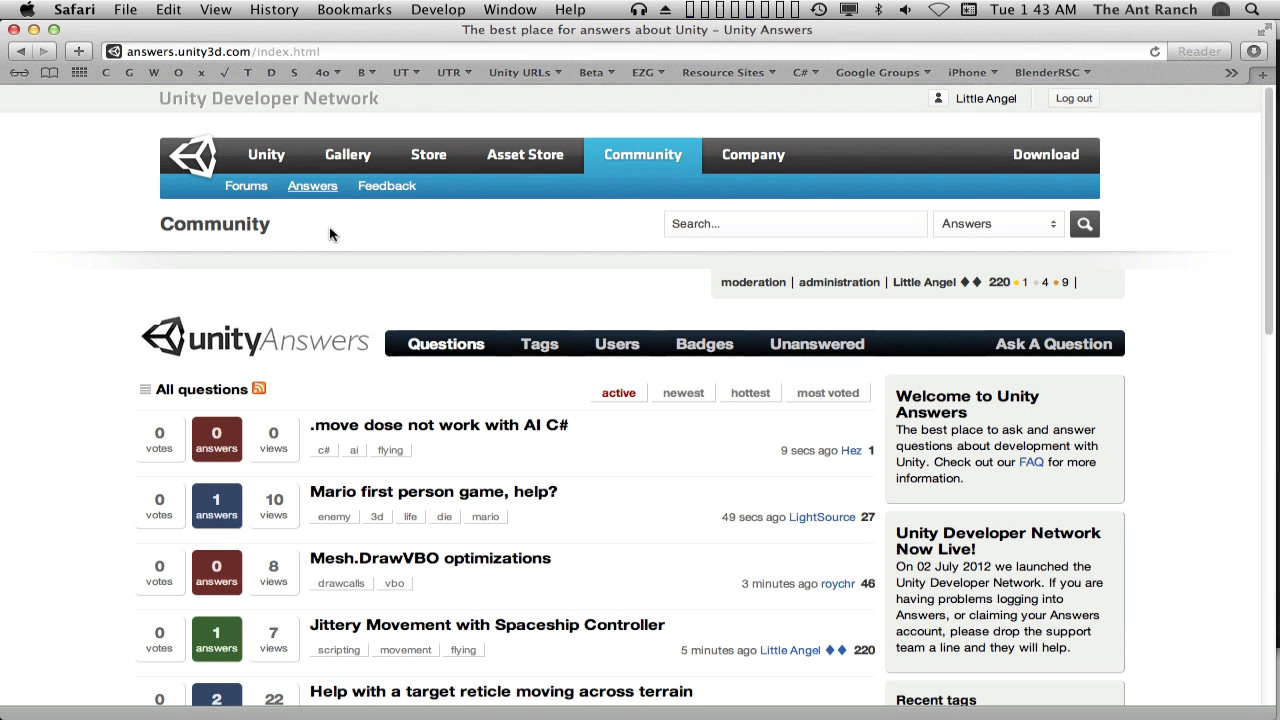 Safari File Edit View History Bookmarks Develop Window Help Tue 1 43 AM The Ant Ranch
The best place for answers about Unity – Unity Answers
answers.unity3d.com/index.html Reader
C G W O x √ T D S 4o B UT UTR Unity URLs Beta EZG Resource Sites C# Google Groups iPhone BlenderRSC
Unity Developer Network Little Angel Log out
Unity Gallery Store Asset Store Community Company Download
Forums Answers Feedback
Community Search... Answers
moderation | administration | Little Angel ♦♦ 220 ● 1 ● 4 ● 9 |
unityAnswers Questions Tags Users Badges Unanswered Ask A Question
All questions active newest hottest most voted
0 votes 0 answers 0 views
.move dose not work with AI C#
c# ai flying 9 secs ago Hez 1
0 votes 1 answers 10 views
Mario first person game, help?
enemy 3d life die mario 49 secs ago LightSource 27
0 votes 0 answers 8 views
Mesh.DrawVBO optimizations
drawcalls vbo 3 minutes ago roychr 46
0 votes 1 answers 7 views
Jittery Movement with Spaceship Controller
scripting movement flying 5 minutes ago Little Angel ♦♦ 220
0 2 22
Help with a target reticle moving across terrain
Welcome to Unity
Answers
The best place to ask and answer
questions about development with
Unity. Check out our FAQ for more
information.
Unity Developer Network
Now Live!
On 02 July 2012 we launched the
Unity Developer Network. If you are
having problems logging into
Answers, or claiming your Answers
account, please drop the support
team a line and they will help.
Recent tags